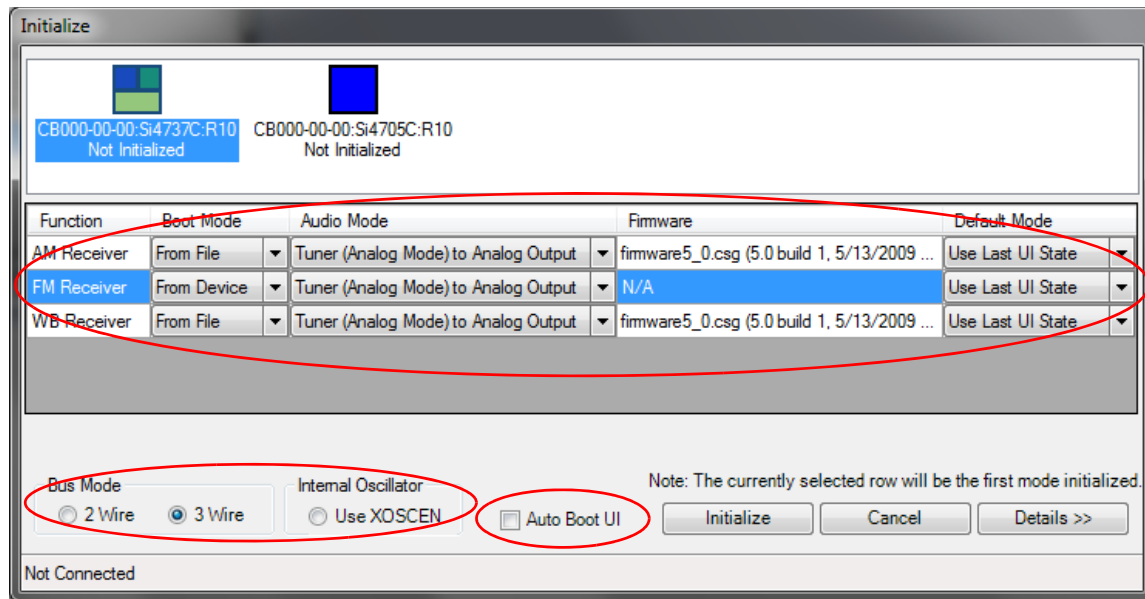 Initialize
CB000-00-00:Si4737C:R10 CB000-00-00:Si4705C:R10
Not Initialized Not Initialized
Function Boot Mode Audio Mode Firmware Default Mode
AM Receiver From File Tuner (Analog Mode) to Analog Output firmware5_0.csg (5.0 build 1, 5/13/2009 ... Use Last UI State
FM Receiver From Device Tuner (Analog Mode) to Analog Output N/A Use Last UI State
WB Receiver From File Tuner (Analog Mode) to Analog Output firmware5_0.csg (5.0 build 1, 5/13/2009 ... Use Last UI State
Note: The currently selected row will be the first mode initialized.
Bus Mode Internal Oscillator
2 Wire 3 Wire Use XOSCEN Auto Boot UI Initialize Cancel Details >>
Not Connected